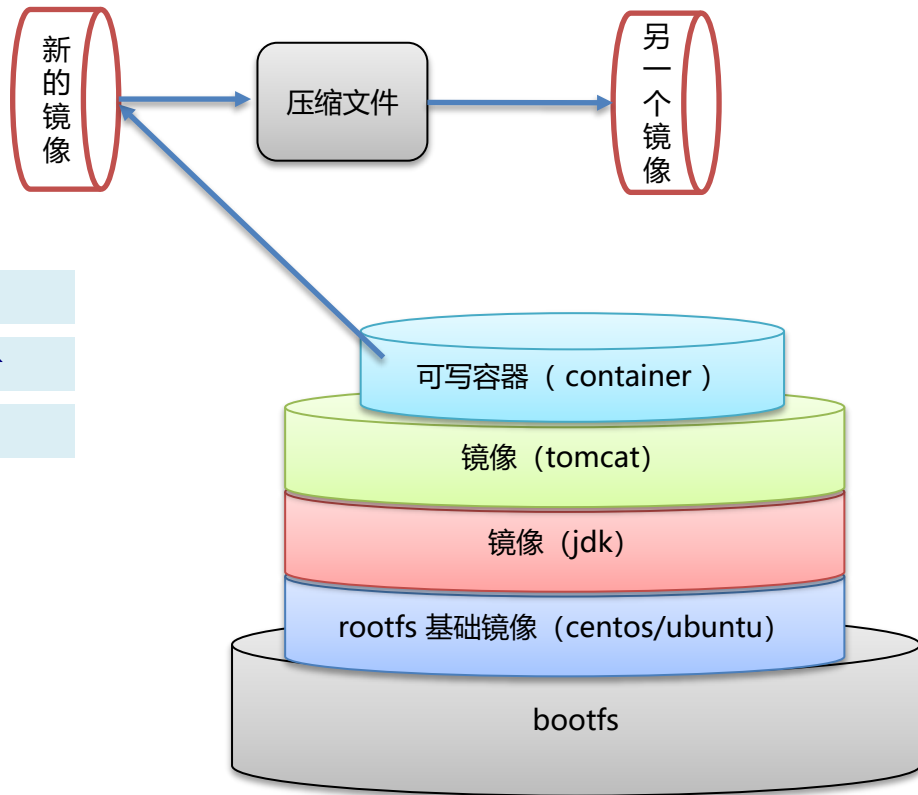 新的镜像
压缩文件
另一个镜像
可写容器（ container ）
镜像（tomcat）
镜像（jdk）
rootfs 基础镜像（centos/ubuntu）
bootfs